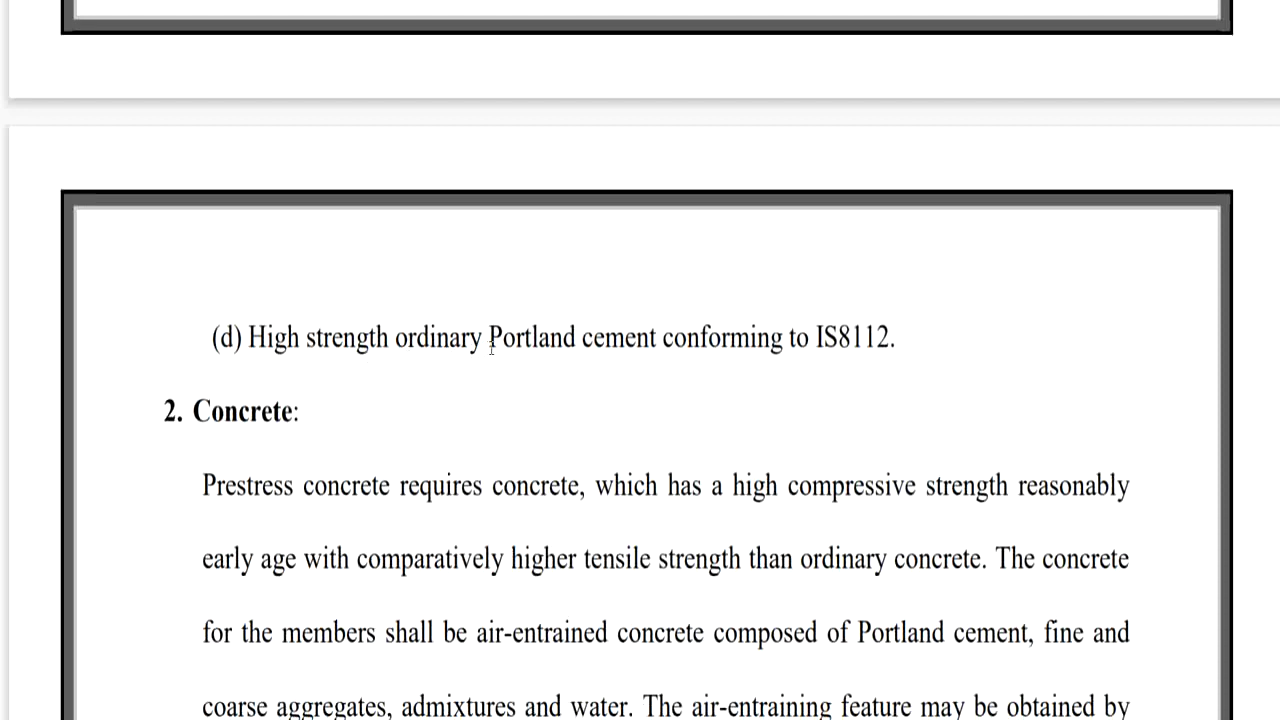 (d) High strength ordinary Portland cement conforming to IS8112.
2. Concrete:
Prestress concrete requires concrete, which has a high compressive strength reasonably
early age with comparatively higher tensile strength than ordinary concrete. The concrete
for the members shall be air-entrained concrete composed of Portland cement, fine and
coarse aggregates, admixtures and water. The air-entraining feature may be obtained by